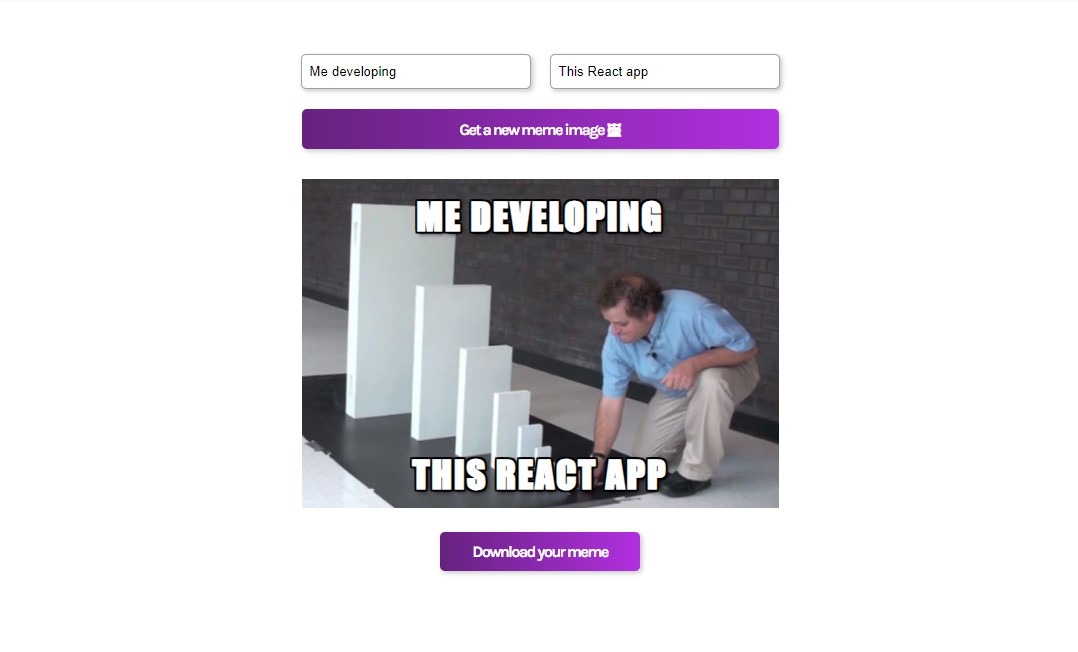 Me developing
This React app
Get a new meme image 🖼
ME DEVELOPING
THIS REACT APP
Download your meme